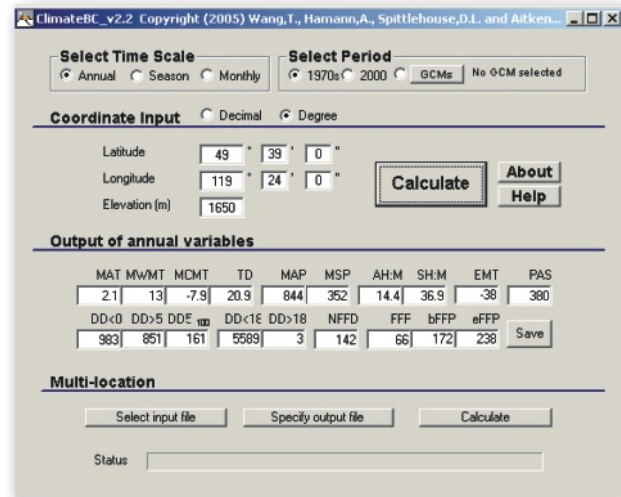 ClimateBC_v2.2 Copyright (2005) Wang,T., Hamann,A., Spittlehouse,D.L. and Aitken...
Select Time Scale
Annual Season Monthly
Select Period
1970s 2000 GCMs No GCM selected
Coordinate Input Decimal Degree
Latitude 49 ° 39 ' 0 "
Longitude 119 ° 24 ' 0 "
Elevation (m) 1650
Calculate
About
Help
Output of annual variables
MAT MWMT MCMT TD MAP MSP AH:M SH:M EMT PAS
2.1 13 -7.9 20.9 844 352 14.4 36.9 -38 380
DD<0 DD>5 DD5 100 DD<18 DD>18 NFFD FFF bFFP eFFP
983 851 161 5589 3 142 66 172 238 Save
Multi-location
Select input file Specify output file Calculate
Status